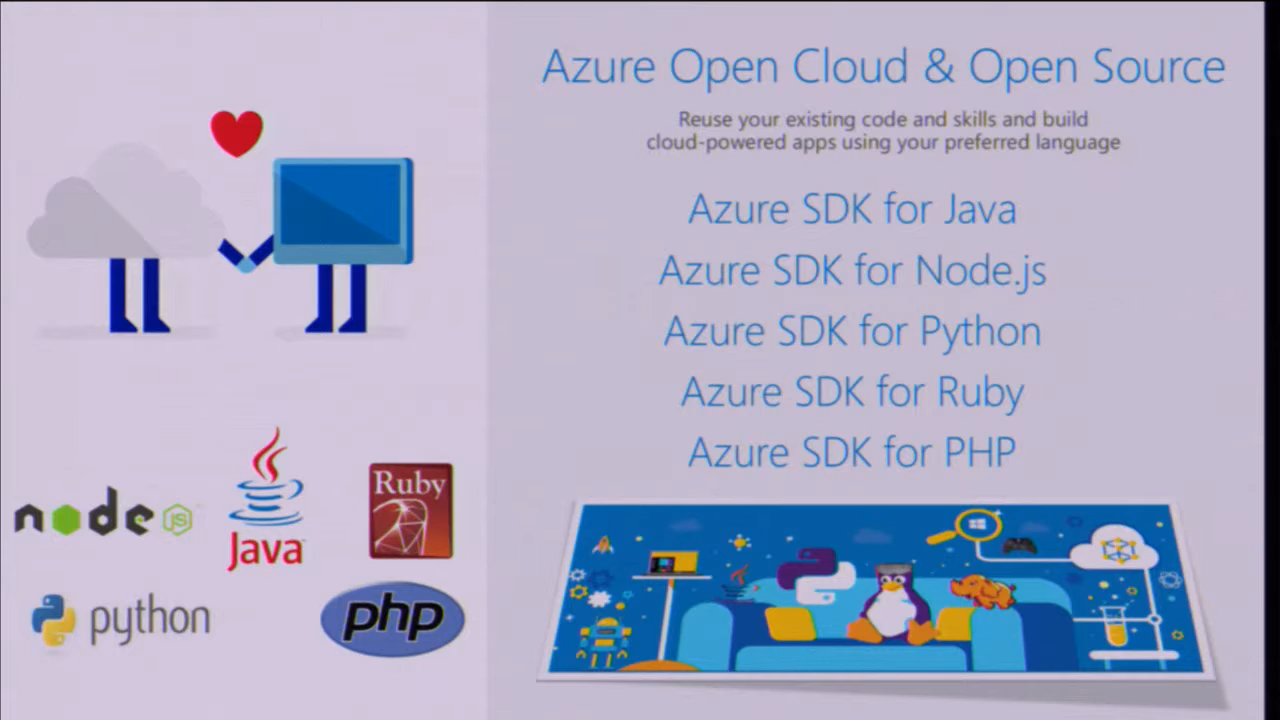 Azure Open Cloud & Open Source
Reuse your existing code and skills and build
cloud-powered apps using your preferred language
Azure SDK for Java
Azure SDK for Node.js
Azure SDK for Python
Azure SDK for Ruby
Azure SDK for PHP
node JS
Java
Ruby
python
php